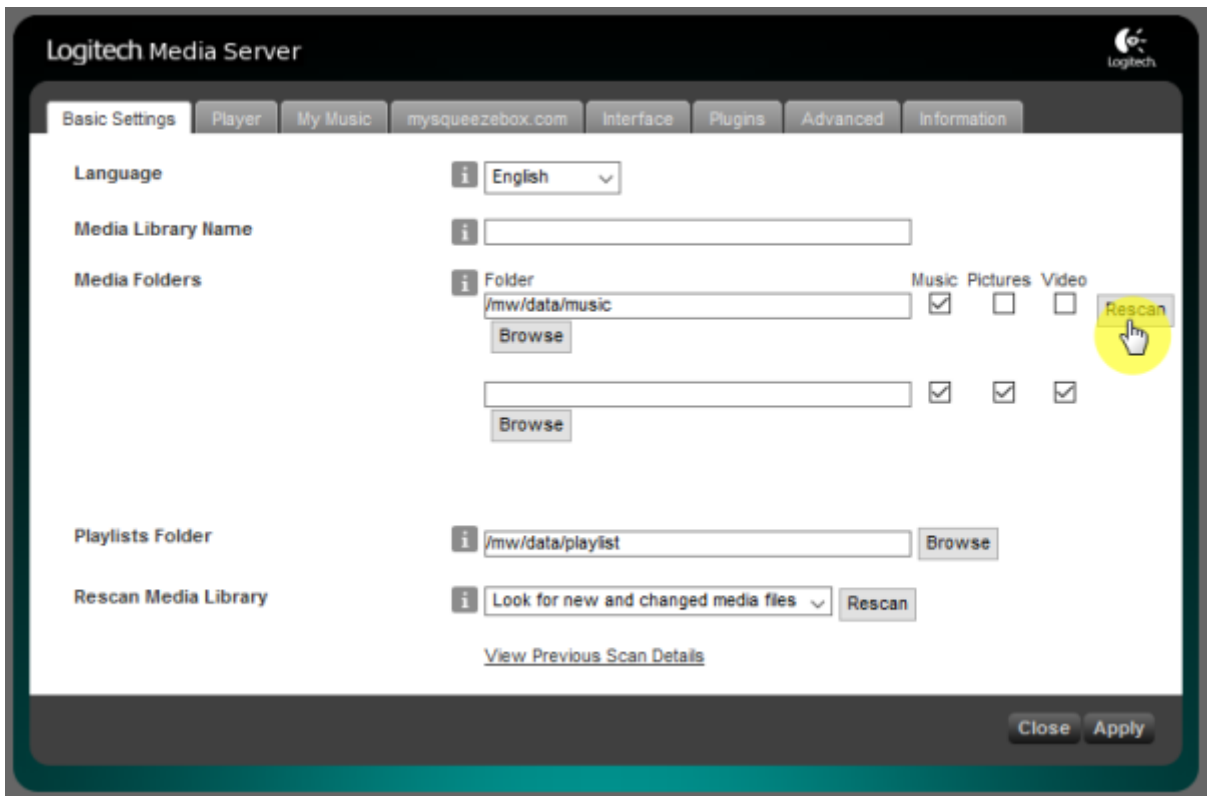 Logitech Media Server
Logitech
Basic Settings Player My Music mysqueezebox.com Interface Plugins Advanced Information
Language i English
Media Library Name i
Media Folders i Folder Music Pictures Video
/mw/data/music Rescan
Browse
Browse
Playlists Folder i /mw/data/playlist Browse
Rescan Media Library i Look for new and changed media files Rescan
View Previous Scan Details
Close Apply